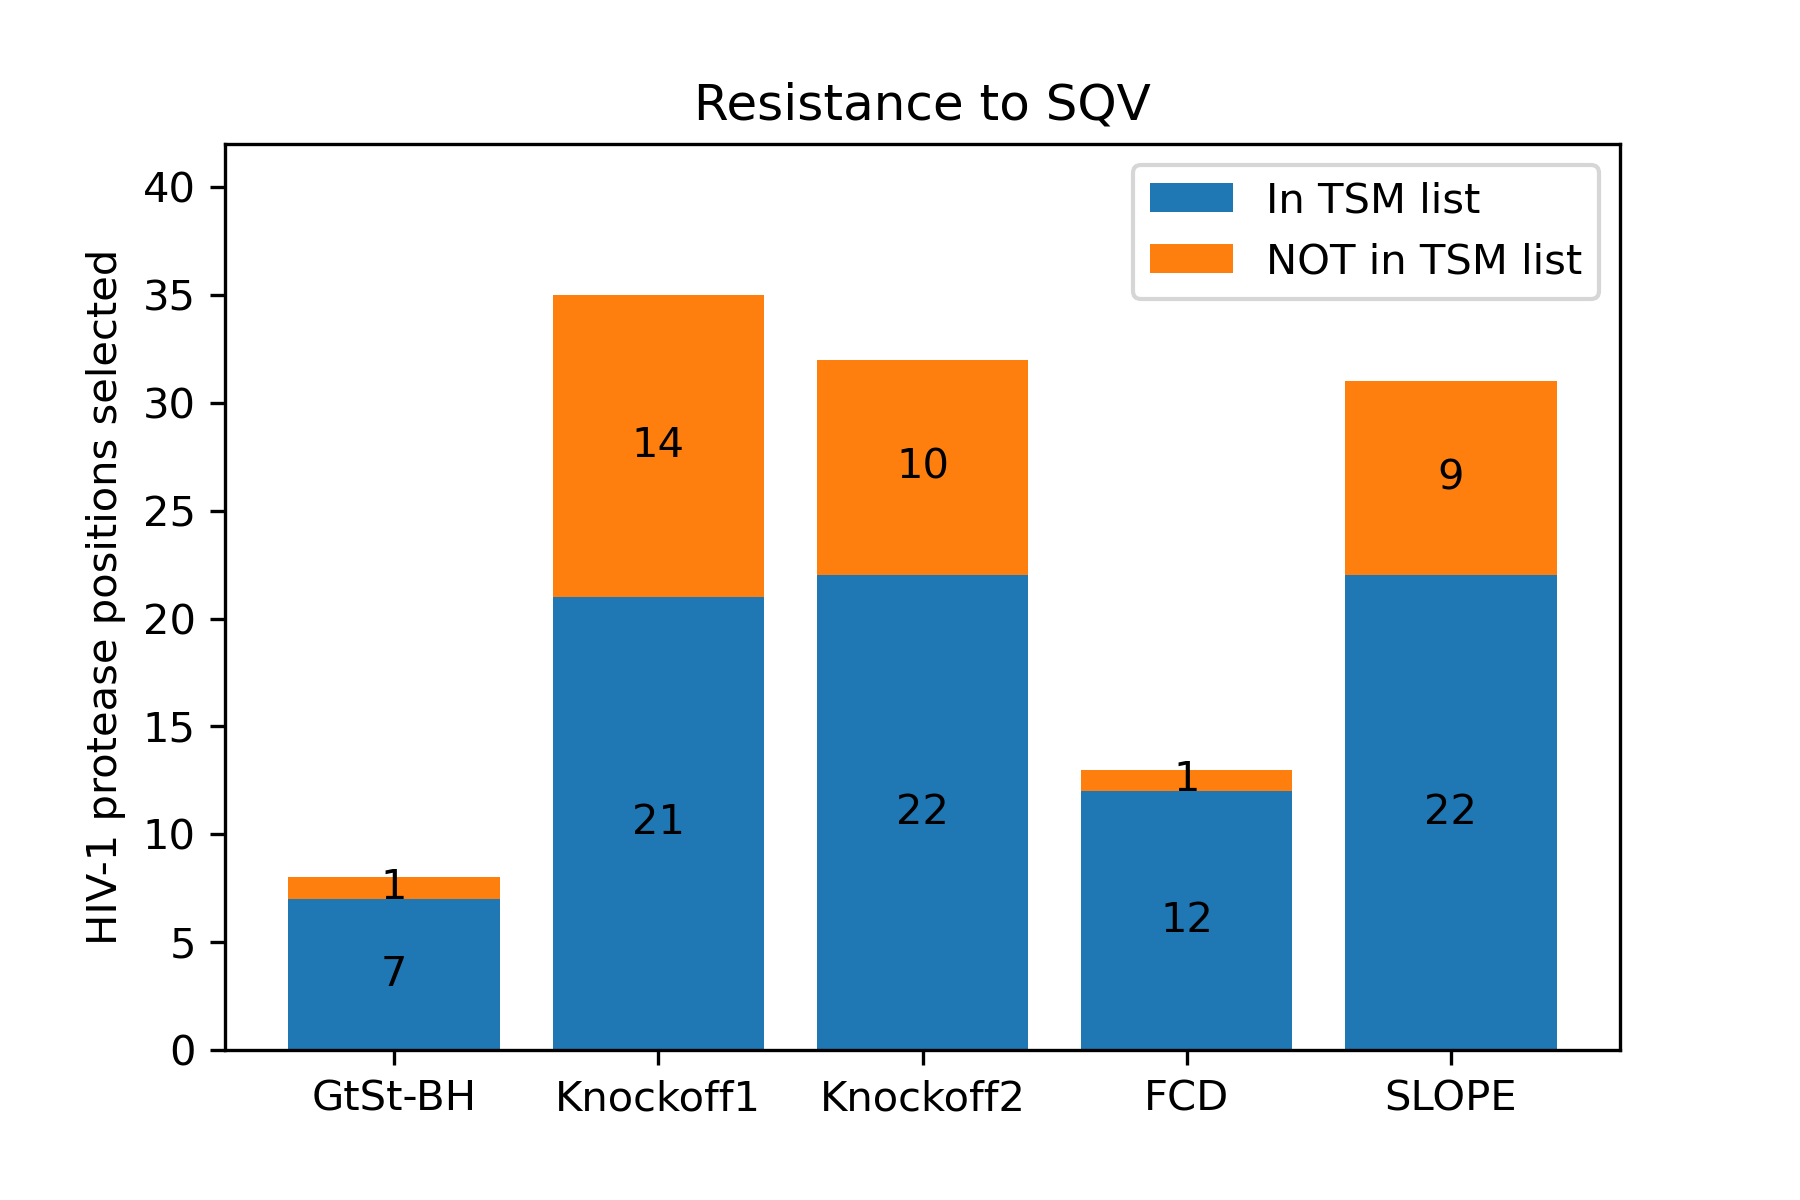 Resistance to SQV
In TSM list
NOT in TSM list
HIV-1 protease positions selected
40
35
30
25
20
15
10
5
0
14
10
9
1
1
21
22
22
12
7
GtSt-BH
Knockoff1
Knockoff2
FCD
SLOPE